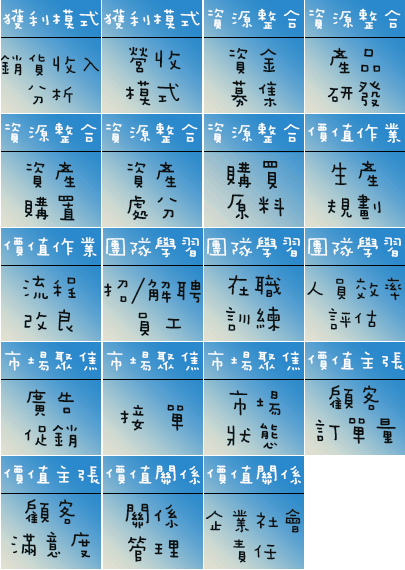 獲利模式
銷貨收入
分析
獲利模式
營收
模式
資源整合
資金
募集
資源整合
產品
研發
資源整合
資產
購置
資源整合
資產
處分
資源整合
購買
原料
價值作業
生產
規劃
價值作業
流程
改良
團隊學習
招/解聘
員工
團隊學習
在職
訓練
團隊學習
人員效率
評估
市場聚焦
廣告
促銷
市場聚焦
接單
市場聚焦
市場
狀態
價值主張
顧客
訂單量
價值主張
顧客
滿意度
價值關係
關係
管理
價值關係
企業社會
責任